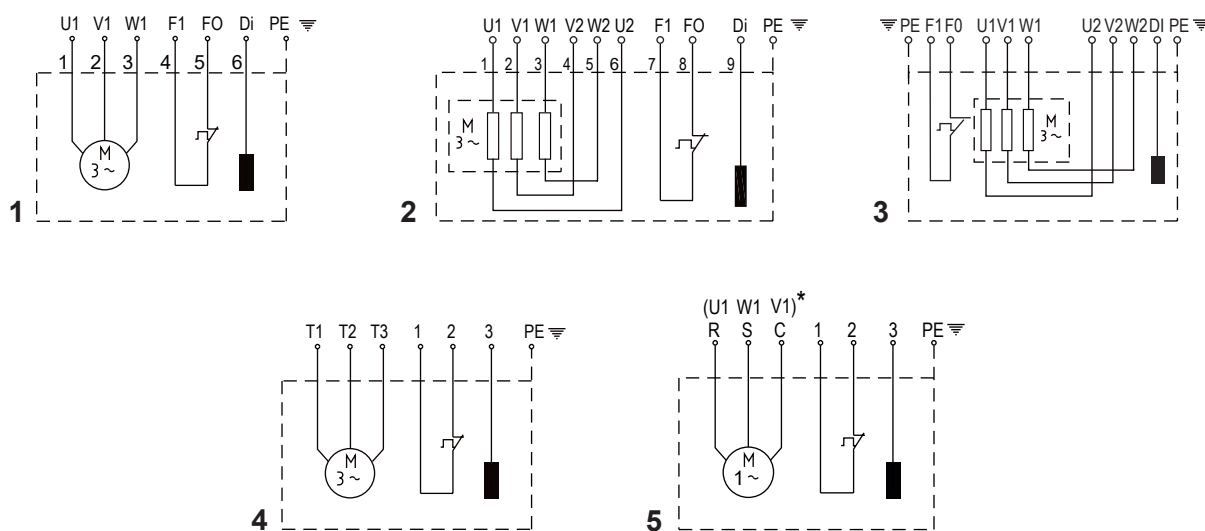 U1 V1 W1 F1 FO Di PE
1 2 3 4 5 6
M
3 ~
1
U1 V1 W1 V2 W2 U2 F1 FO Di PE
1 2 3 4 5 6 7 8 9
M
3 ~
2
PE F1 F0 U1 V1 W1 U2 V2 W2 DI PE
M
3 ~
3
T1 T2 T3 1 2 3 PE
M
3 ~
4
(U1 W1 V1)*
R S C 1 2 3 PE
M
1 ~
5